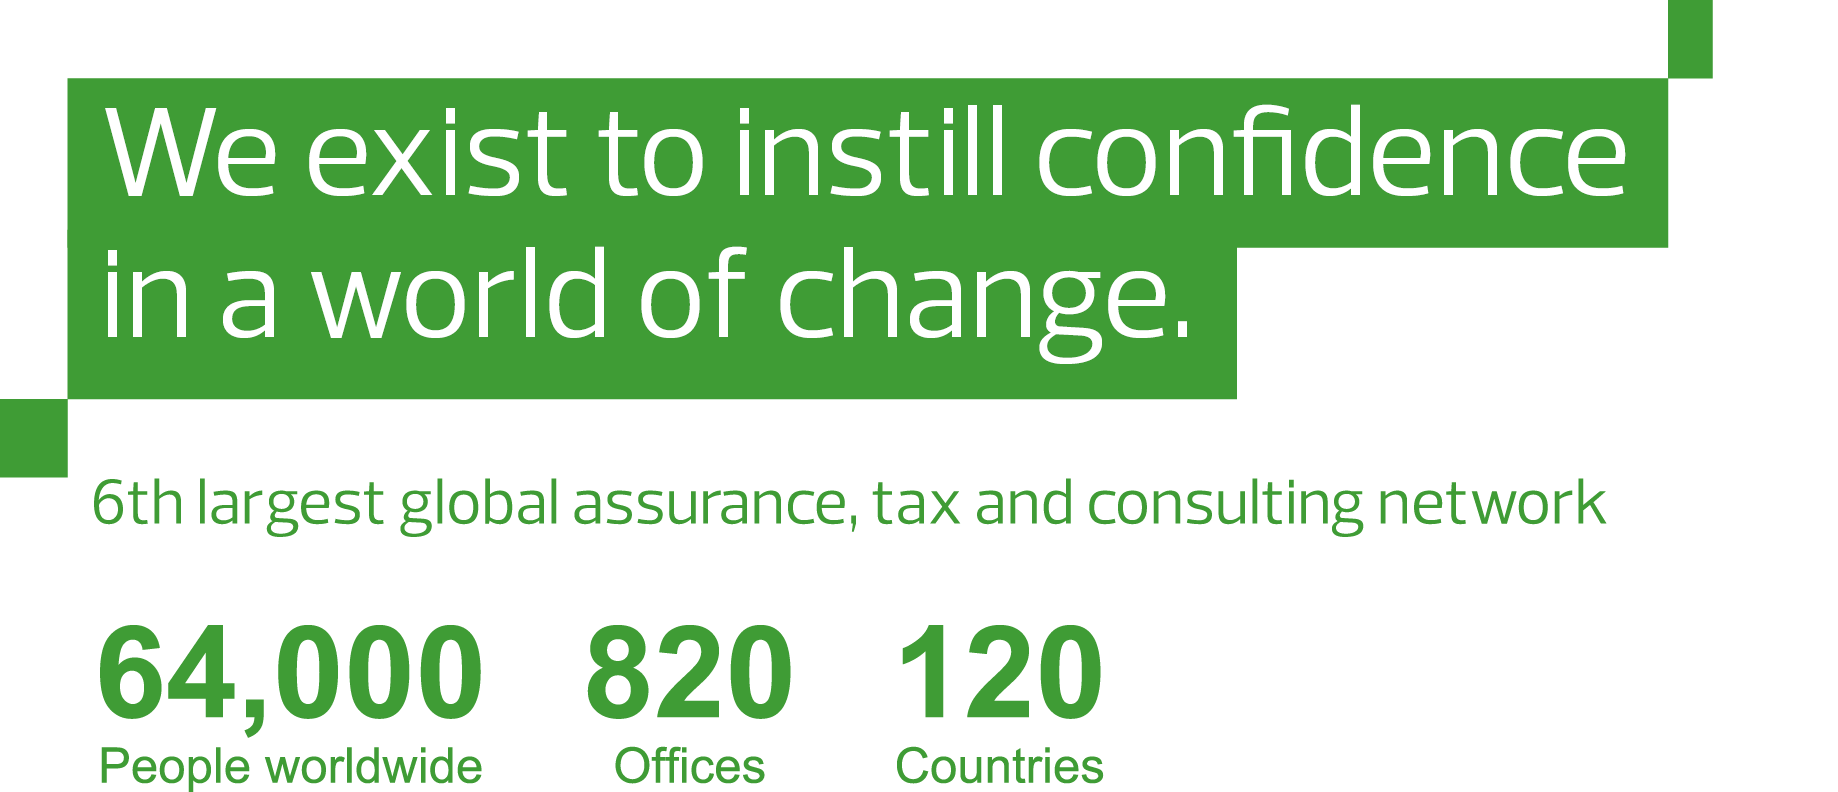 We exist to instill confidence
in a world of change.
6th largest global assurance, tax and consulting network
64,000 820 120
People worldwide Offices Countries